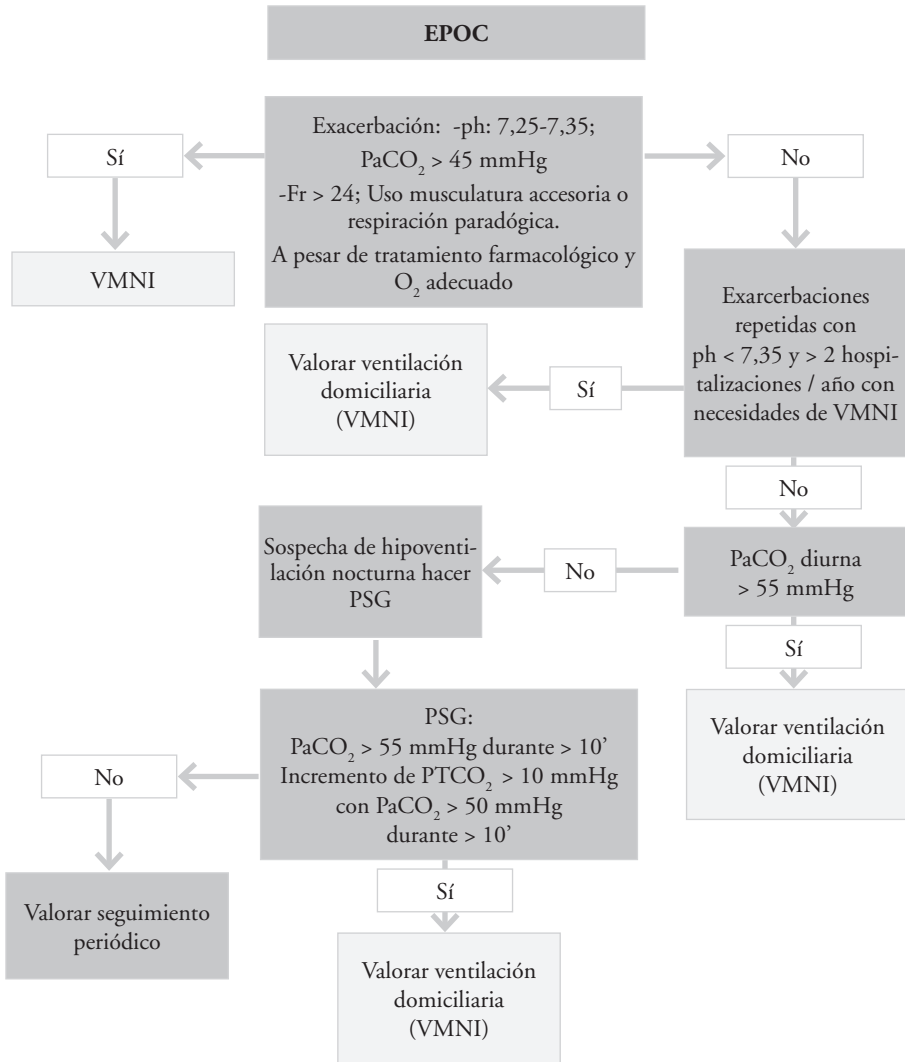 EPOC
Exacerbación: -ph: 7,25-7,35;
PaCO₂ > 45 mmHg
-Fr > 24; Uso musculatura accesoria o
respiración paradógica.
A pesar de tratamiento farmacológico y
O₂ adecuado
Sí
No
VMNI
Exarcerbaciones
repetidas con
ph < 7,35 y > 2 hospi-
talizaciones / año con
necesidades de VMNI
Sí
Valorar ventilación
domiciliaria
(VMNI)
No
PaCO₂ diurna
> 55 mmHg
No
Sospecha de hipoventi-
lación nocturna hacer
PSG
Sí
Valorar ventilación
domiciliaria
(VMNI)
PSG:
PaCO₂ > 55 mmHg durante > 10’
Incremento de PTCO₂ > 10 mmHg
con PaCO₂ > 50 mmHg
durante > 10’
No
Valorar seguimiento
periódico
Sí
Valorar ventilación
domiciliaria
(VMNI)